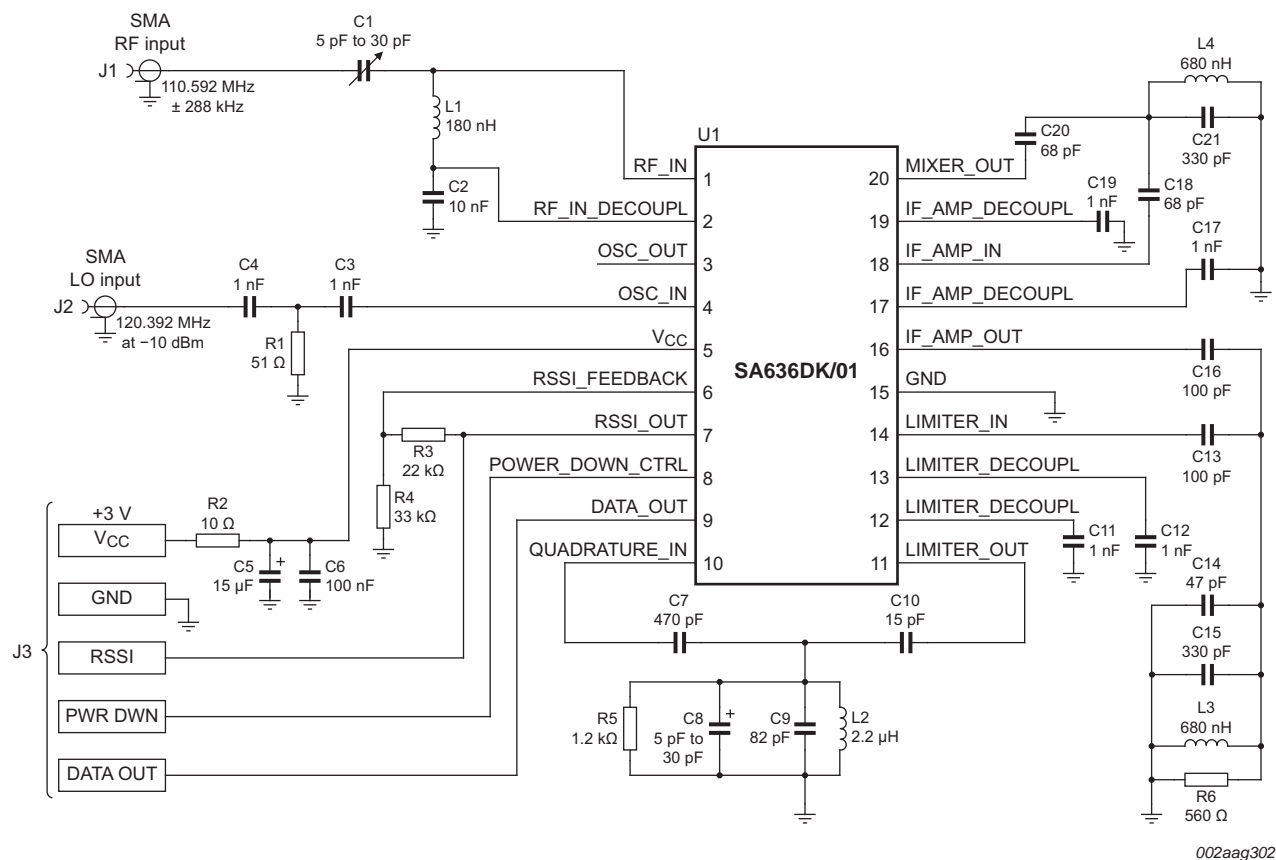 SMA
RF input
J1
110.592 MHz
± 288 kHz
C1
5 pF to 30 pF
L1
180 nH
C2
10 nF
SMA
LO input
J2
120.392 MHz
at −10 dBm
C4
1 nF
R1
51 Ω
C3
1 nF
U1
SA636DK/01
RF_IN
1
RF_IN_DECOUPL
2
OSC_OUT
3
OSC_IN
4
VCC
5
RSSI_FEEDBACK
6
RSSI_OUT
7
POWER_DOWN_CTRL
8
DATA_OUT
9
QUADRATURE_IN
10
20
MIXER_OUT
19
IF_AMP_DECOUPL
18
IF_AMP_IN
17
IF_AMP_DECOUPL
16
IF_AMP_OUT
15
GND
14
LIMITER_IN
13
LIMITER_DECOUPL
12
LIMITER_DECOUPL
11
LIMITER_OUT
L4
680 nH
C20
68 pF
C21
330 pF
C19
1 nF
C18
68 pF
C17
1 nF
C16
100 pF
C13
100 pF
C11
1 nF
C12
1 nF
C14
47 pF
C15
330 pF
L3
680 nH
R6
560 Ω
R3
22 kΩ
R4
33 kΩ
J3
+3 V
VCC
GND
RSSI
PWR DWN
DATA OUT
R2
10 Ω
C5
+
15 μF
C6
100 nF
C7
470 pF
C10
15 pF
R5
1.2 kΩ
C8
+
5 pF to
30 pF
C9
82 pF
L2
2.2 μH
002aag302